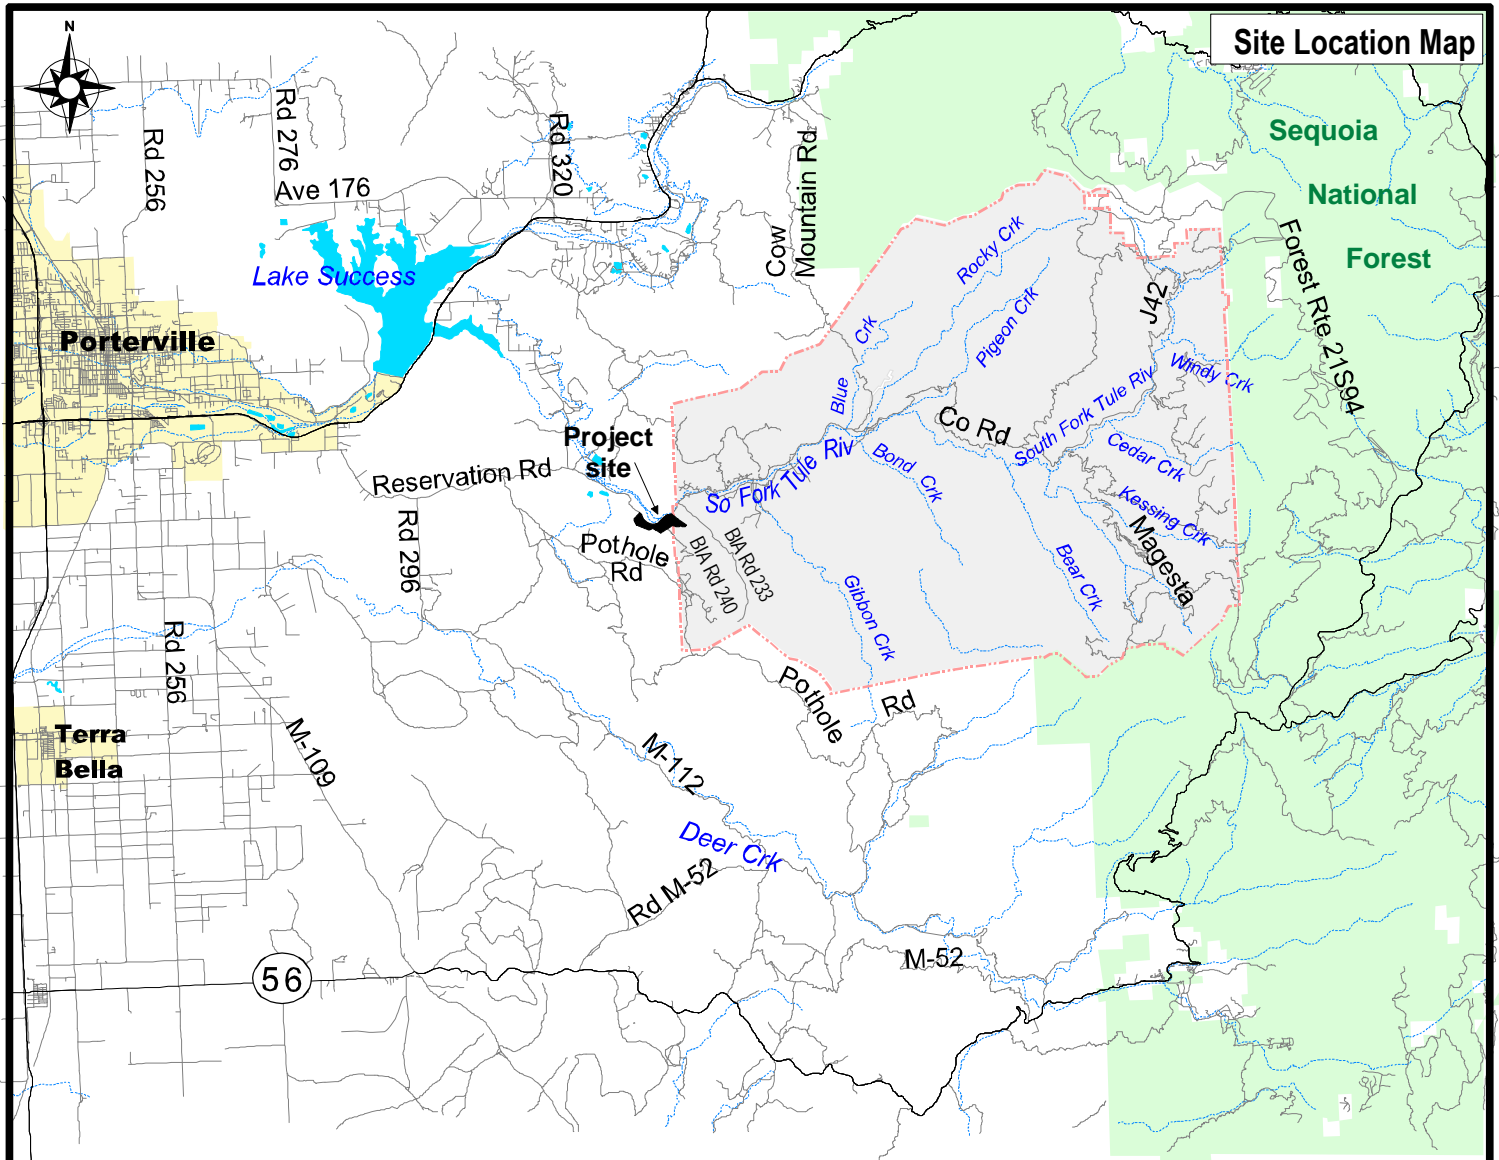 Site Location Map
N
Rd 256
Rd 276
Ave 176
Rd 320
Cow
Mountain Rd
Sequoia
National
Forest
Forest Rte 21S94
Lake Success
Porterville
Rocky Crk
Pigeon Crk
Blue
Crk
J42
Windy Crk
South Fork Tule Riv
Co Rd
Cedar Crk
Kessing Crk
Magesta
Bear Crk
Bond Crk
So Fork Tule Riv
Project
site
Reservation Rd
Rd 296
Pothole
Rd
BIA Rd 233
BIA Rd 240
Gibbon Crk
Pothole
Rd
Rd 256
Terra
Bella
M-109
M-112
Deer Crk
Rd M-52
M-52
56